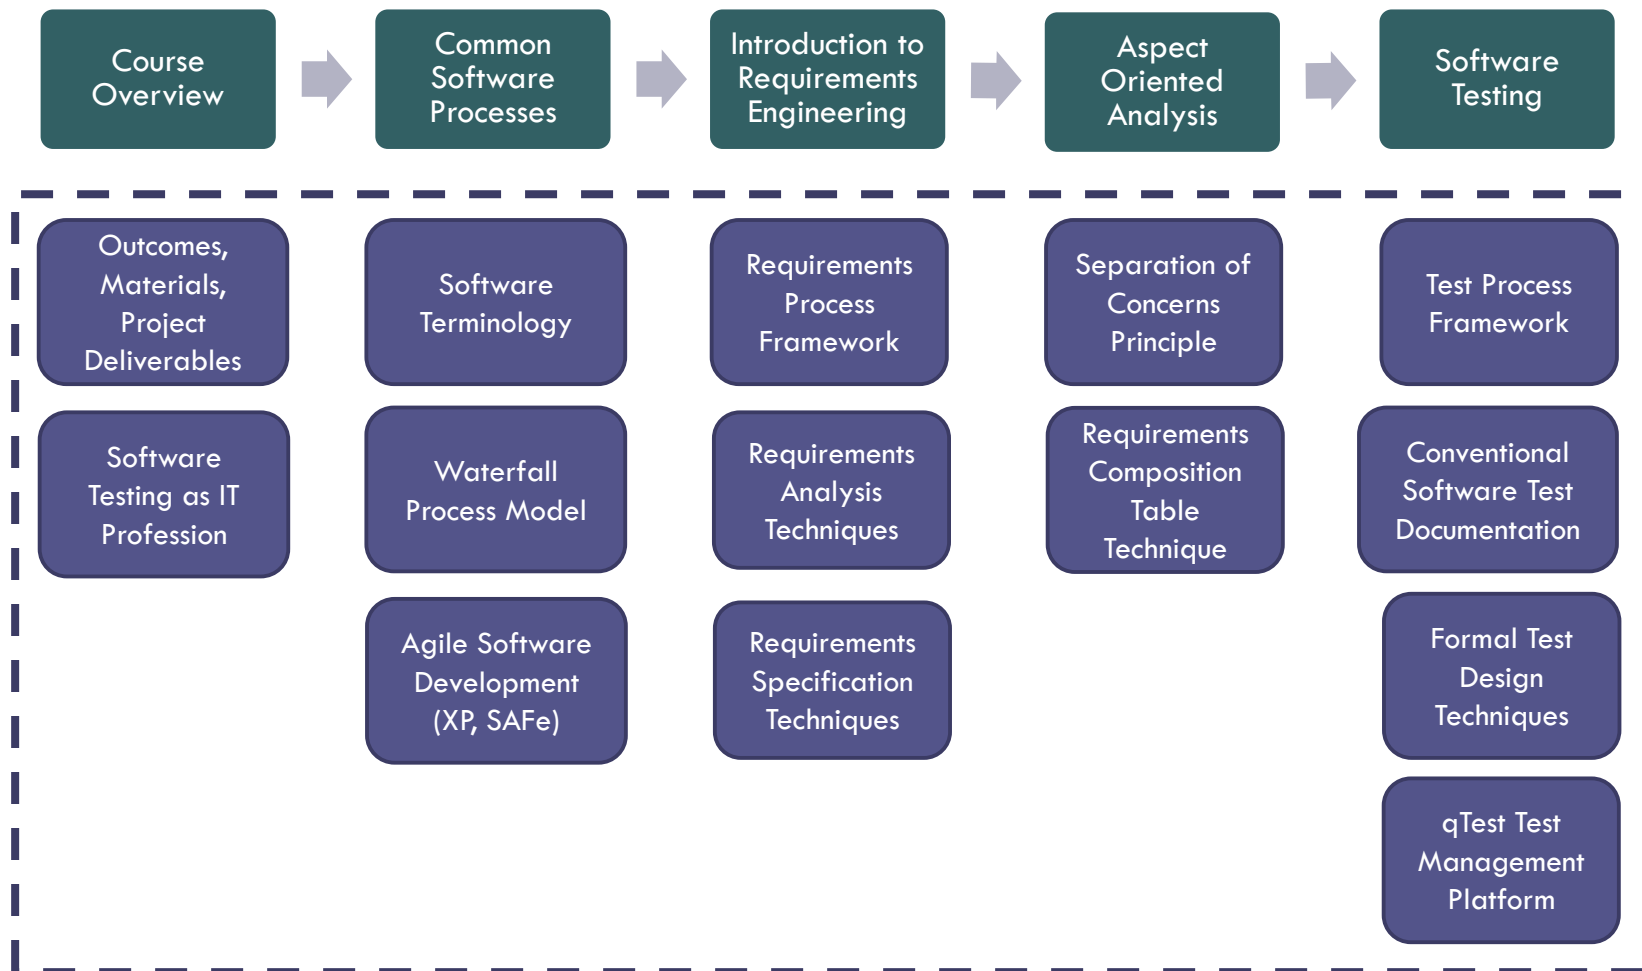 Course
Overview
Common
Software
Processes
Introduction to
Requirements
Engineering
Aspect
Oriented
Analysis
Software
Testing
Outcomes,
Materials,
Project
Deliverables
Software
Testing as IT
Profession
Software
Terminology
Waterfall
Process Model
Agile Software
Development
(XP, SAFe)
Requirements
Process
Framework
Requirements
Analysis
Techniques
Requirements
Specification
Techniques
Separation of
Concerns
Principle
Requirements
Composition
Table
Technique
Test Process
Framework
Conventional
Software Test
Documentation
Formal Test
Design
Techniques
qTest Test
Management
Platform